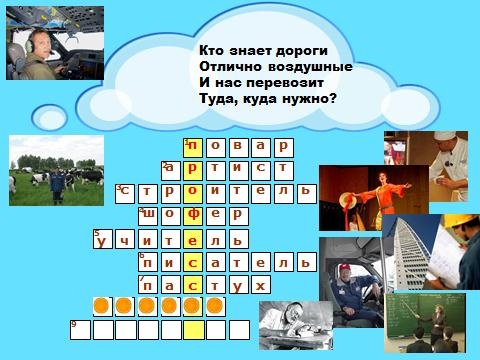 Кто знает дороги
Отлично воздушные
И нас перевозит
Туда, куда нужно?
1 повар
2 артист
3 строитель
4 шофер
5 учитель
6 писатель
7 пастух
9